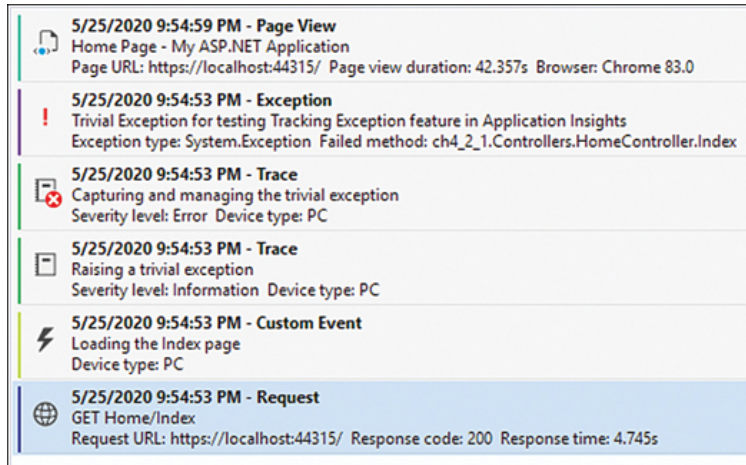 5/25/2020 9:54:59 PM - Page View
Home Page - My ASP.NET Application
Page URL: https://localhost:44315/ Page view duration: 42.357s Browser: Chrome 83.0
5/25/2020 9:54:53 PM - Exception
Trivial Exception for testing Tracking Exception feature in Application Insights
Exception type: System.Exception Failed method: ch4_2_1.Controllers.HomeController.Index
5/25/2020 9:54:53 PM - Trace
Capturing and managing the trivial exception
Severity level: Error Device type: PC
5/25/2020 9:54:53 PM - Trace
Raising a trivial exception
Severity level: Information Device type: PC
5/25/2020 9:54:53 PM - Custom Event
Loading the Index page
Device type: PC
5/25/2020 9:54:53 PM - Request
GET Home/Index
Request URL: https://localhost:44315/ Response code: 200 Response time: 4.745s